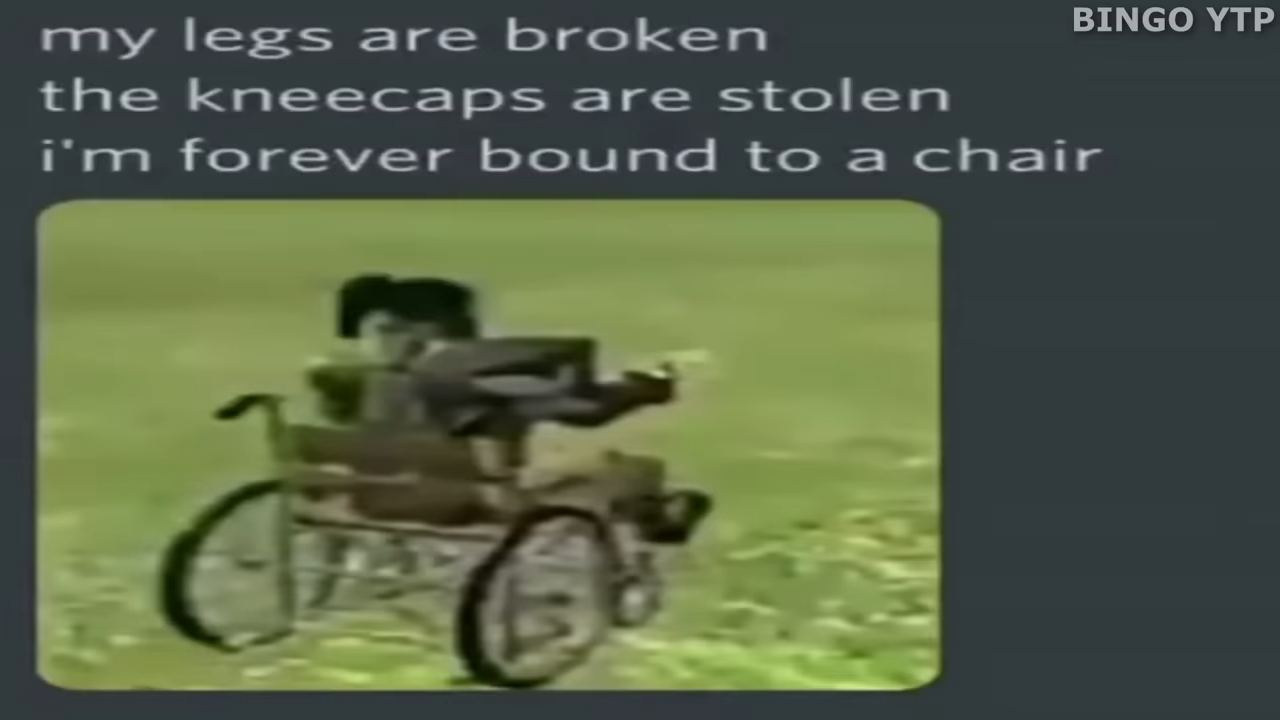 BINGO YTP
my legs are broken
the kneecaps are stolen
i'm forever bound to a chair